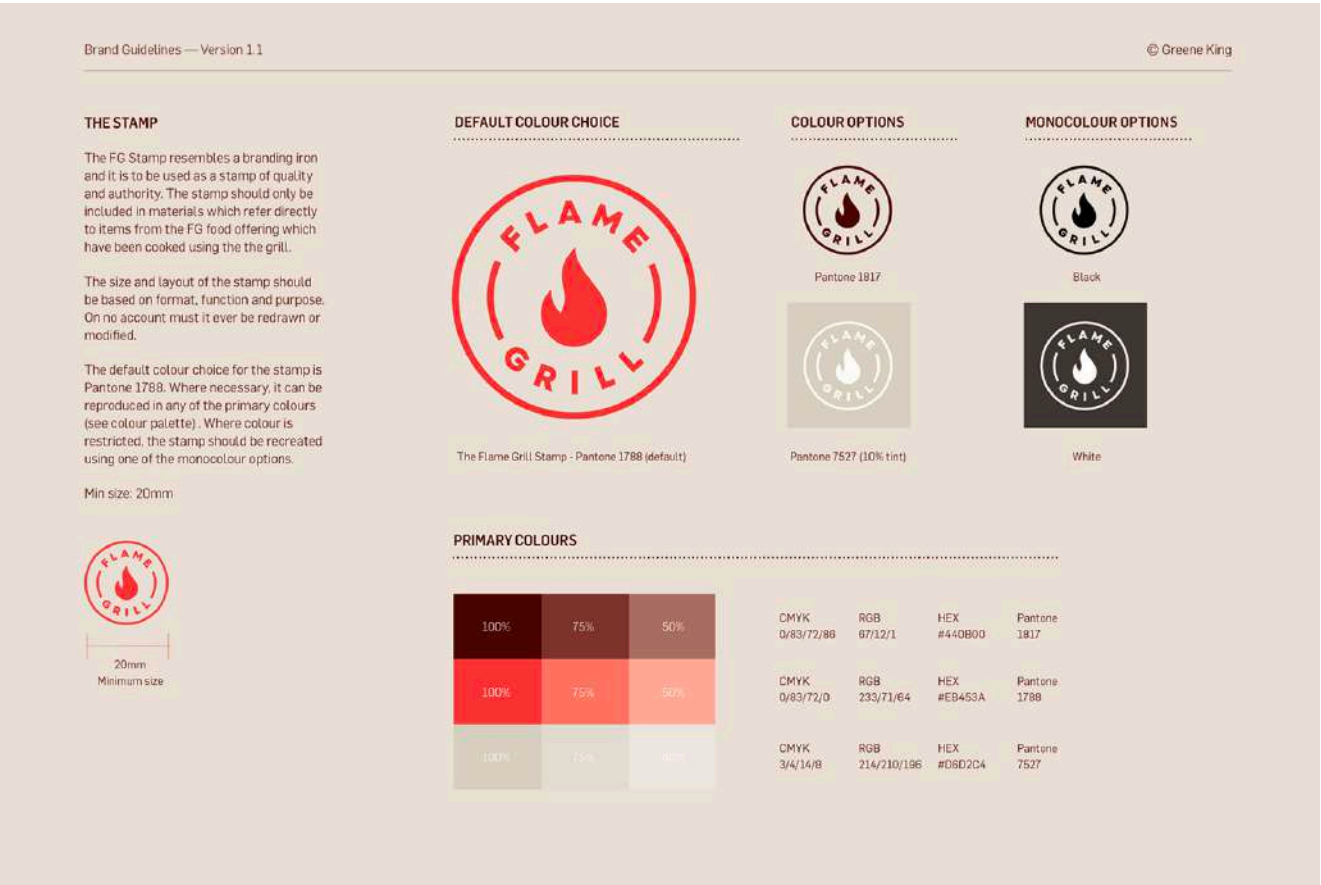 Brand Guidelines — Version 1.1
© Greene King
THE STAMP
The FG Stamp resembles a branding iron
and it is to be used as a stamp of quality
and authority. The stamp should only be
included in materials which refer directly
to items from the FG food offering which
have been cooked using the the grill.
The size and layout of the stamp should
be based on format, function and purpose.
On no account must it ever be redrawn or
modified.
The default colour choice for the stamp is
Pantone 1788. Where necessary, it can be
reproduced in any of the primary colours
(see colour palette). Where colour is
restricted, the stamp should be recreated
using one of the monocolour options.
Min size: 20mm
FLAME
GRILL
20mm
Minimum size
DEFAULT COLOUR CHOICE
FLAME
GRILL
The Flame Grill Stamp - Pantone 1788 (default)
COLOUR OPTIONS
FLAME
GRILL
Pantone 1817
FLAME
GRILL
Pantone 7527 (10% tint)
MONOCOLOUR OPTIONS
FLAME
GRILL
Black
FLAME
GRILL
White
PRIMARY COLOURS
100% 75% 50%
CMYK RGB HEX Pantone
0/83/72/86 67/12/1 #440B00 1817
100% 75% 50%
CMYK RGB HEX Pantone
0/83/72/0 233/71/64 #EB453A 1788
100% 75% 50%
CMYK RGB HEX Pantone
3/4/14/8 214/210/196 #D6D2C4 7527